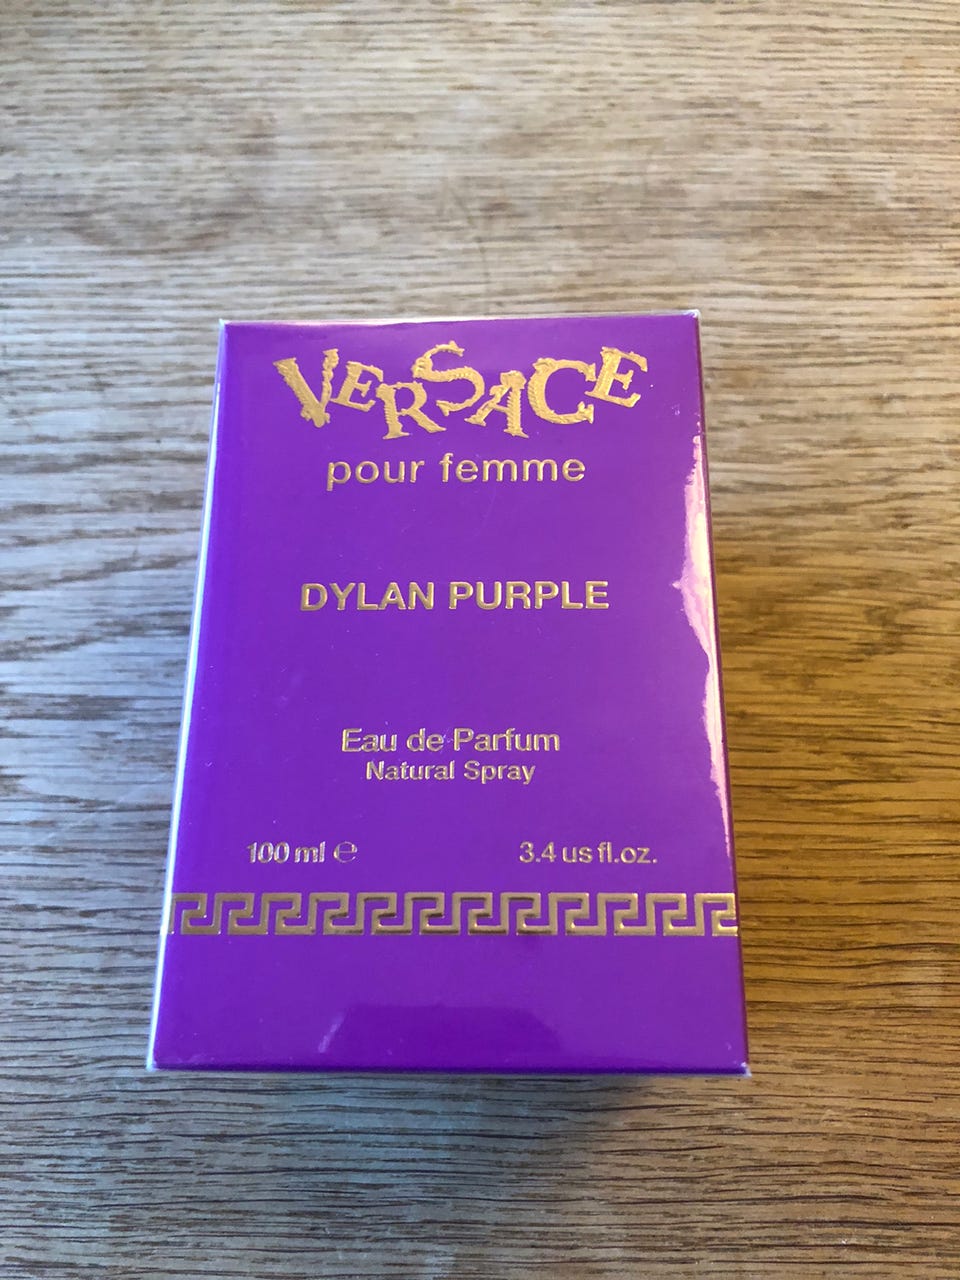 VERSACE
pour femme
DYLAN PURPLE
Eau de Parfum
Natural Spray
100 ml ℮ 3.4 us fl.oz.